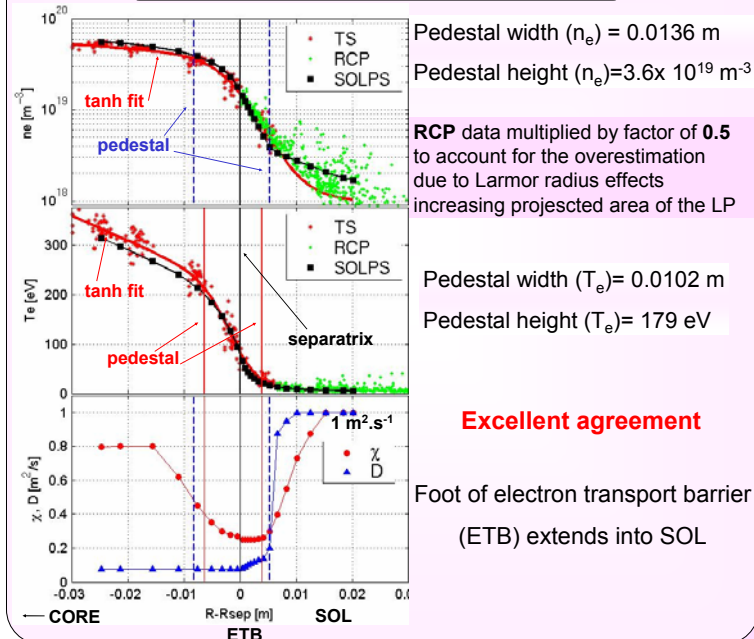 10²⁰
TS
RCP
SOLPS
tanh fit
10¹⁹
ne [m⁻³]
pedestal
10¹⁸
Pedestal width (nₑ) = 0.0136 m
Pedestal height (nₑ)=3.6x 10¹⁹ m⁻³
RCP data multiplied by factor of 0.5
to account for the overestimation
due to Larmor radius effects
increasing projescted area of the LP
TS
RCP
SOLPS
300
200
100
0
Te [eV]
tanh fit
pedestal
separatrix
Pedestal width (Tₑ)= 0.0102 m
Pedestal height (Tₑ)= 179 eV
1
0.8
0.6
0.4
0.2
0
χ, D [m²/s]
1 m².s⁻¹
χ
D
Excellent agreement
Foot of electron transport barrier
(ETB) extends into SOL
-0.03 -0.02 -0.01 0 0.01 0.02 0.0
← CORE R-Rsep [m] SOL
ETB